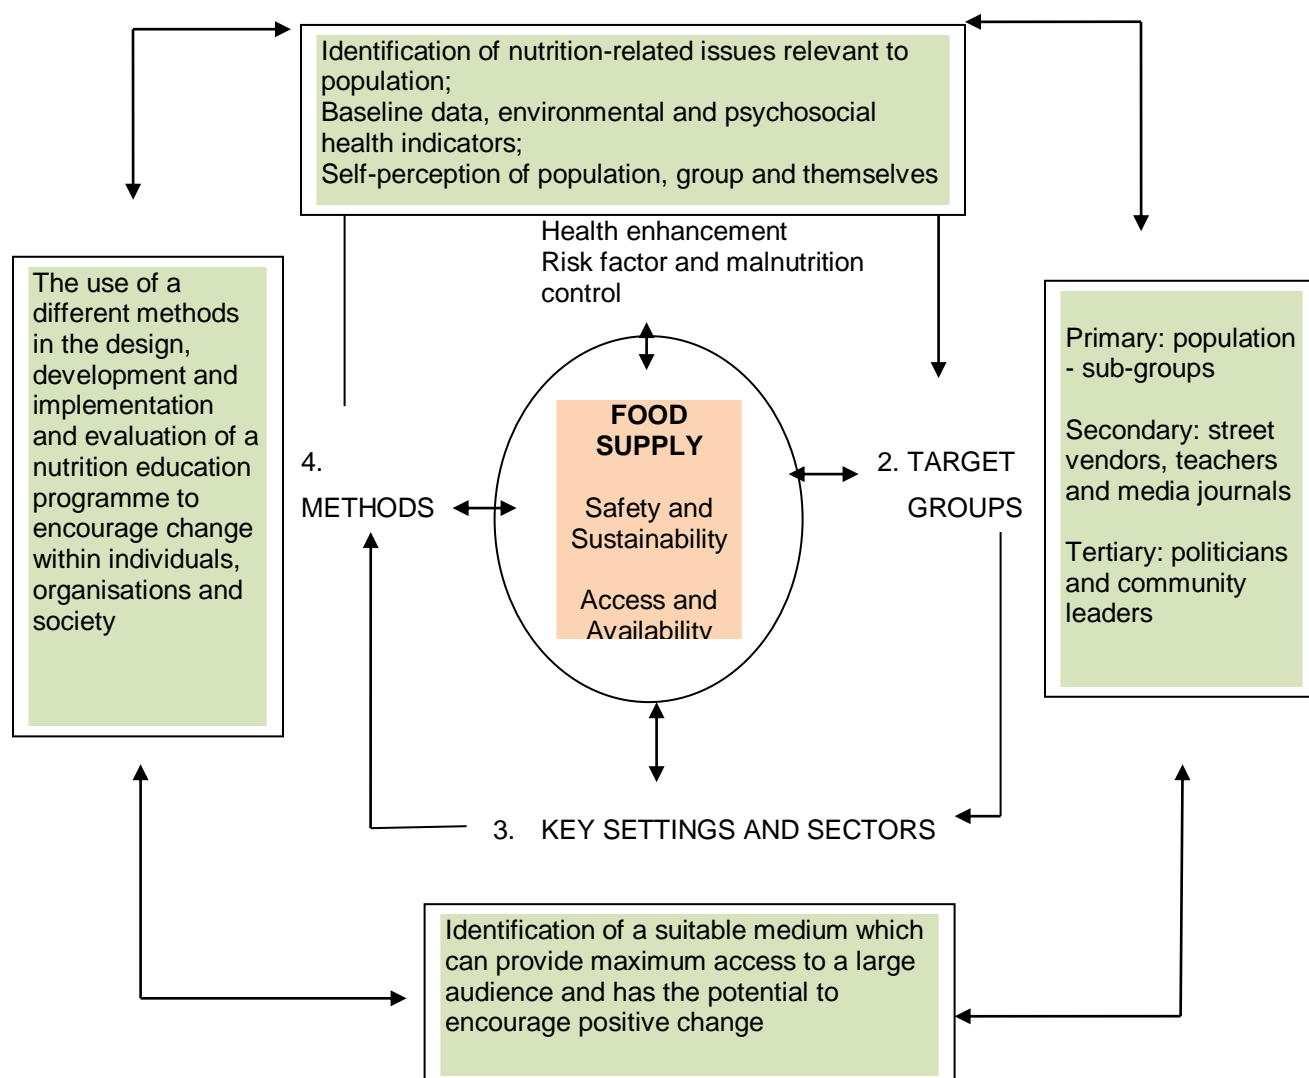 Identification of nutrition-related issues relevant to
population;
Baseline data, environmental and psychosocial
health indicators;
Self-perception of population, group and themselves
Health enhancement
Risk factor and malnutrition
control
The use of a
different methods
in the design,
development and
implementation
and evaluation of a
nutrition education
programme to
encourage change
within individuals,
organisations and
society
4.
METHODS
FOOD
SUPPLY
Safety and
Sustainability
Access and
Availability
2. TARGET
GROUPS
Primary: population
- sub-groups
Secondary: street
vendors, teachers
and media journals
Tertiary: politicians
and community
leaders
3. KEY SETTINGS AND SECTORS
Identification of a suitable medium which
can provide maximum access to a large
audience and has the potential to
encourage positive change